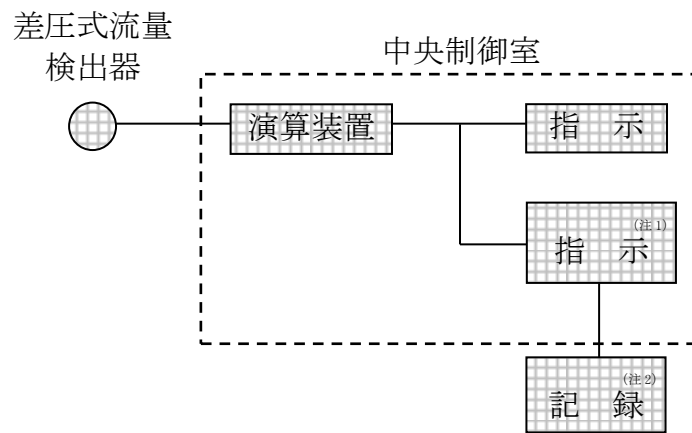 差圧式流量
検出器
中央制御室
演算装置
指 示
(注1)
指 示
(注2)
記 録